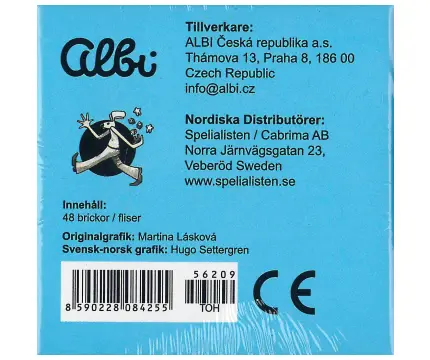 Albi
Tillverkare:
ALBI Česká republika a.s.
Thámova 13, Praha 8, 186 00
Czech Republic
info@albi.cz
Nordiska Distributörer:
Spelialisten / Cabrima AB
Norra Järnvägsgatan 23,
Veberöd Sweden
www.spelialisten.se
Innehåll:
48 brickor / fliser
Originalgrafik: Martina Lásková
Svensk-norsk grafik: Hugo Settergren
56209
8 590228 084255
TOH
CE